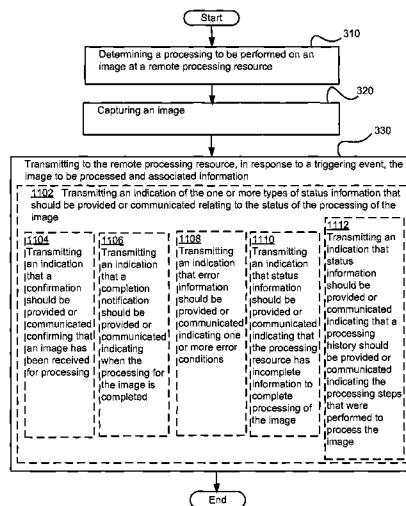 Start
310
Determining a processing to be performed on an
image at a remote processing resource
320
Capturing an image
330
Transmitting to the remote processing resource, in response to a triggering event, the
image to be processed and associated information
1102 Transmitting an indication of the one or more types of status information that
should be provided or communicated relating to the status of the processing of the
image
1104
Transmitting
an indication
that a
confirmation
should be
provided or
communicated
confirming that
an image has
been received
for processing
1106
Transmitting
an indication
that a
completion
notification
should be
provided or
communicated
indicating
when the
processing for
the image is
completed
1108
Transmitting
an indication
that error
information
should be
provided or
communicated
indicating one
or more error
conditions
1110
Transmitting
an indication
that status
information
should be
provided or
communicated
indicating that
the processing
resource has
incomplete
information to
complete
processing of
the image
1112
Transmitting an
indication that
status
information
should be
provided or
communicated
indicating that a
processing
history should
be provided or
communicated
indicating the
processing steps
that were
performed to
process the
image
End